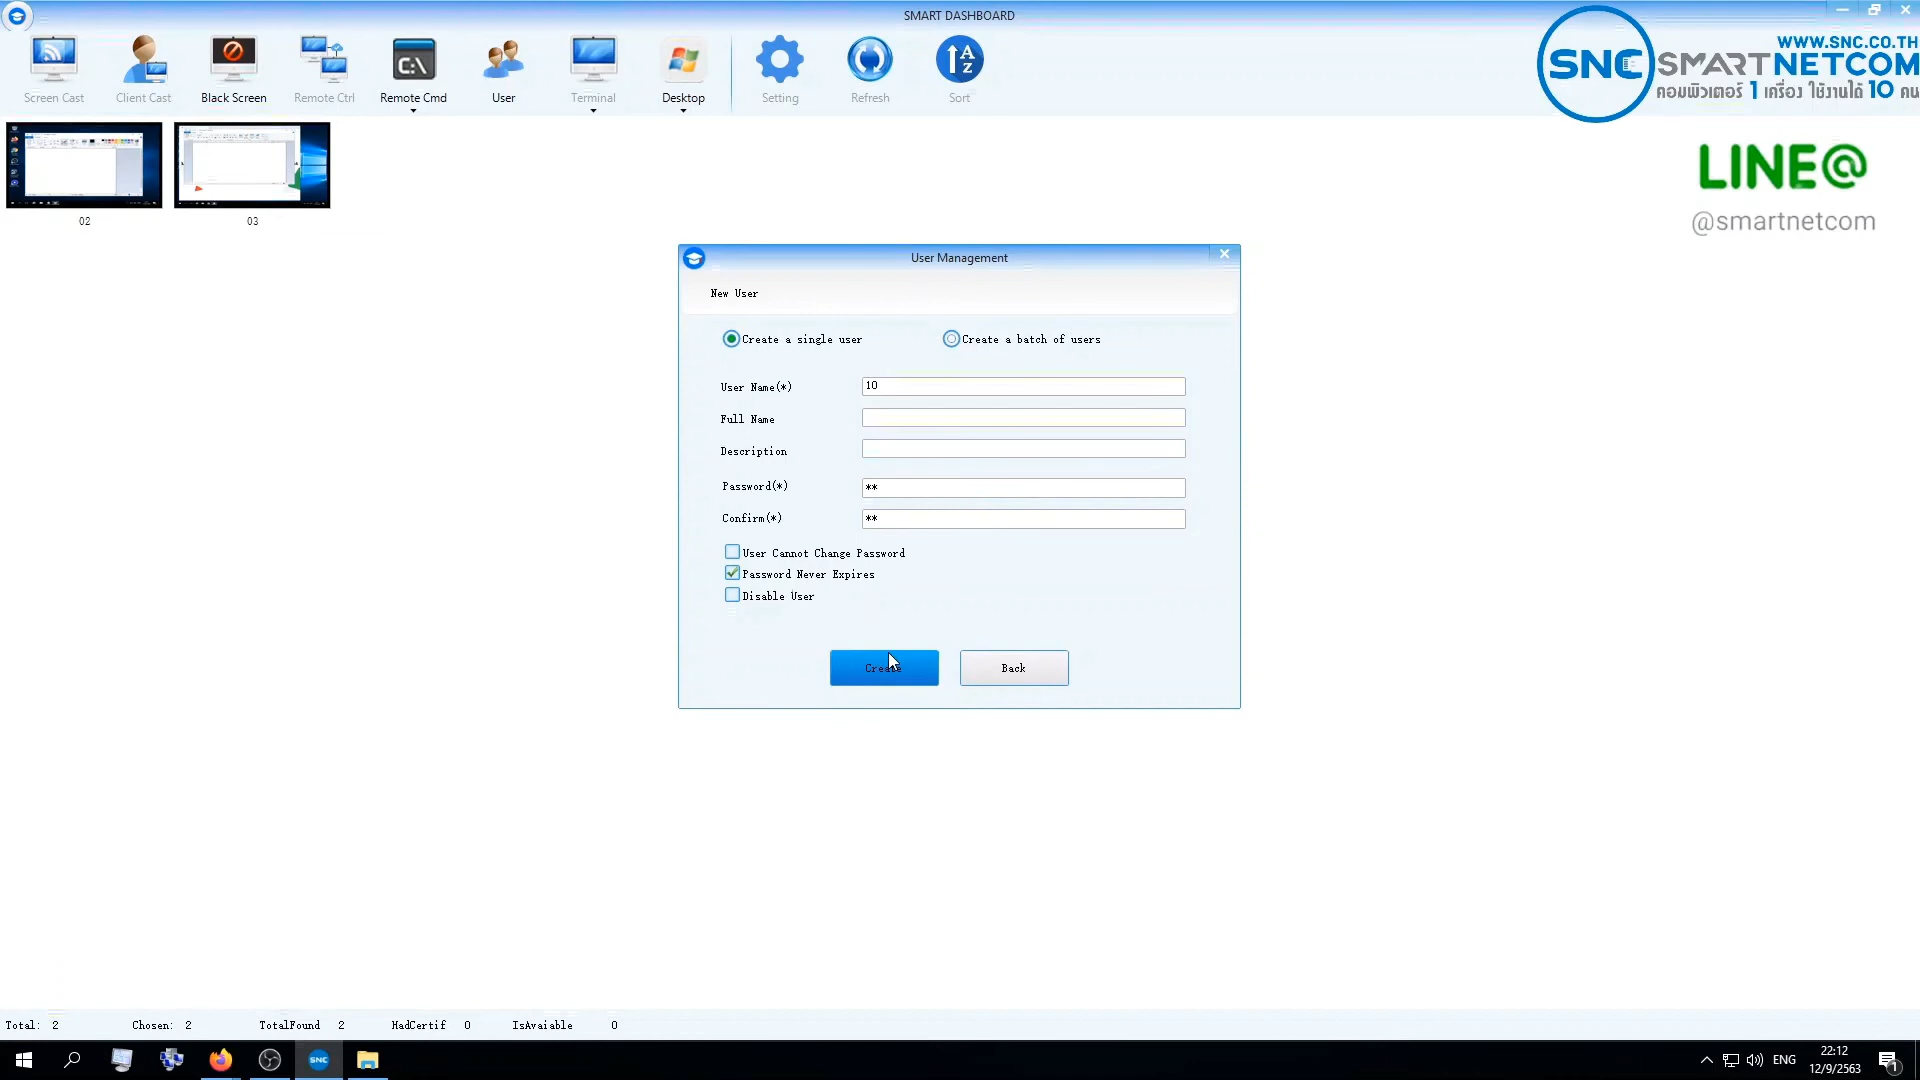 SMART DASHBOARD
Screen Cast
Client Cast
Black Screen
Remote Ctrl
Remote Cmd
User
Terminal
Desktop
Setting
Refresh
Sort
C:\
A
Z
SNC
WWW.SNC.CO.TH
SMARTNETCOM
คอมพิวเตอร์ 1 เครื่อง ใช้งานได้ 10 คน
LINE@
@smartnetcom
02
03
User Management
New User
Create a single user
Create a batch of users
User Name(*)
10
Full Name
Description
Password(*)
**
Confirm(*)
**
User Cannot Change Password
Password Never Expires
Disable User
Create
Back
Total: 2
Chosen: 2
TotalFound 2
HadCertif 0
IsAvaiable 0
SNC
ENG
22:12
12/9/2563
1